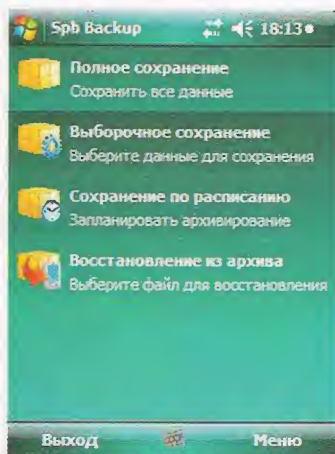 Spb Backup 18:13
Полное сохранение
Сохранить все данные
Выборочное сохранение
Выберите данные для сохранения
Сохранение по расписанию
Запланировать архивирование
Восстановление из архива
Выберите файл для восстановления
Выход Меню